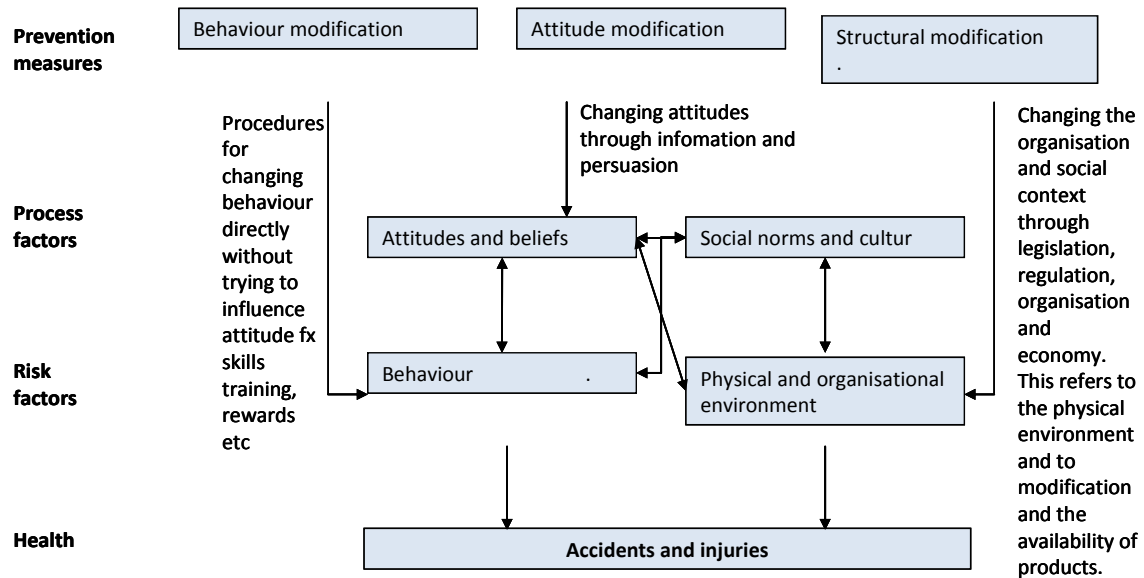 Prevention
measures
Behaviour modification
Attitude modification
Structural modification
.
Procedures
for
changing
behaviour
directly
without
trying to
influence
attitude fx
skills
training,
rewards
etc
Changing attitudes
through infomation and
persuasion
Changing the
organisation
and social
context
through
legislation,
regulation,
organisation
and
economy.
This refers to
the physical
environment
and to
modification
and the
availability of
products.
Process
factors
Attitudes and beliefs
Social norms and cultur
Risk
factors
Behaviour .
Physical and organisational
environment
Health
Accidents and injuries